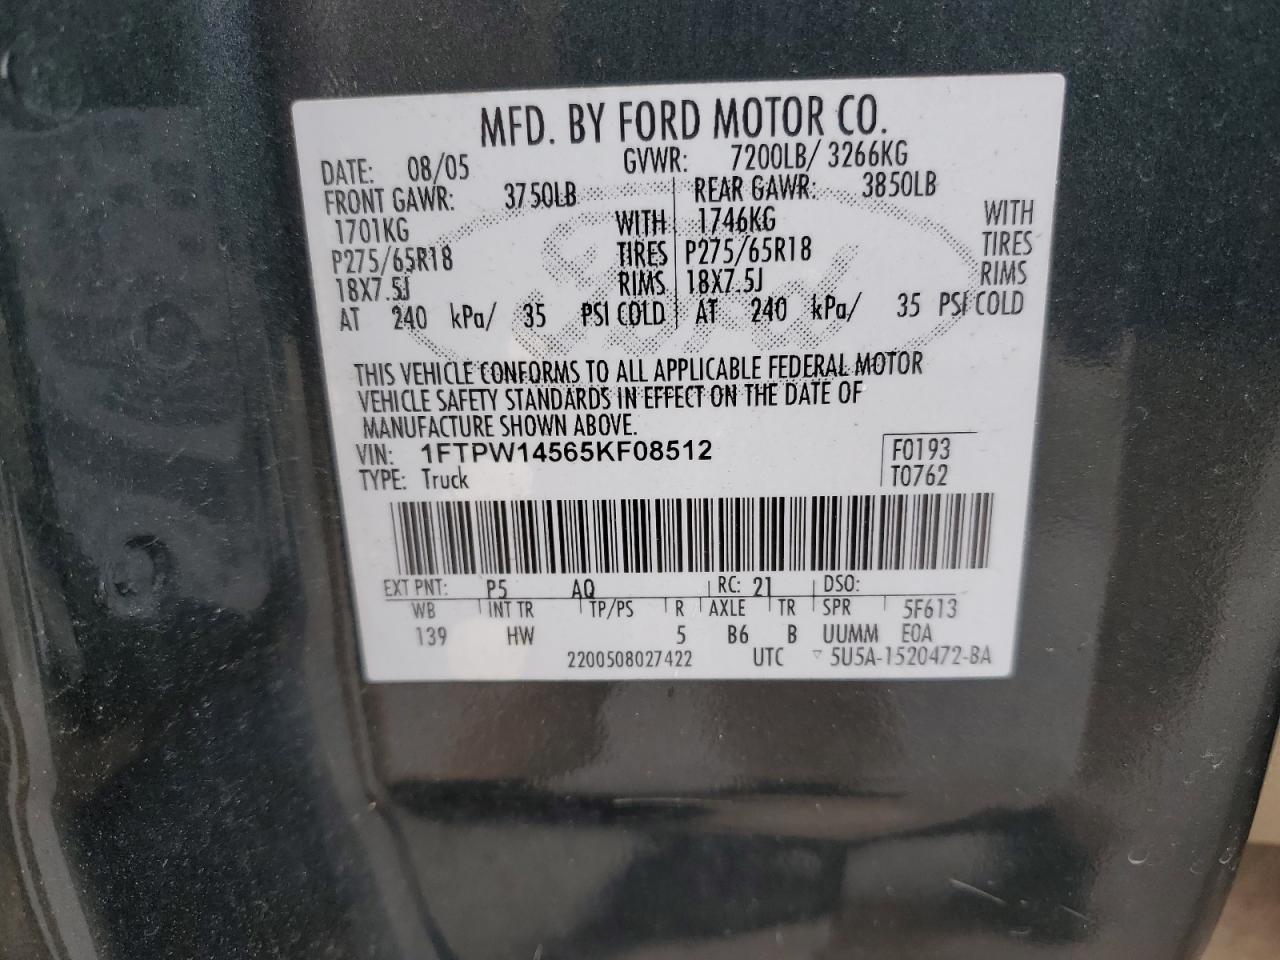 MFD. BY FORD MOTOR CO.
DATE: 08/05 GVWR: 7200LB/ 3266KG
FRONT GAWR: 3750LB REAR GAWR: 3850LB
1701KG WITH 1746KG WITH
P275/65R18 TIRES P275/65R18 TIRES
18X7.5J RIMS 18X7.5J RIMS
AT 240 kPa/ 35 PSI COLD AT 240 kPa/ 35 PSI COLD
THIS VEHICLE CONFORMS TO ALL APPLICABLE FEDERAL MOTOR
VEHICLE SAFETY STANDARDS IN EFFECT ON THE DATE OF
MANUFACTURE SHOWN ABOVE.
VIN: 1FTPW14565KF08512 F0193
TYPE: Truck T0762
EXT PNT: P5 AQ RC: 21 DSO:
WB INT TR TP/PS R AXLE TR SPR 5F613
139 HW 5 B6 B UUMM E0A
2200508027422 UTC 5U5A-1520472-BA